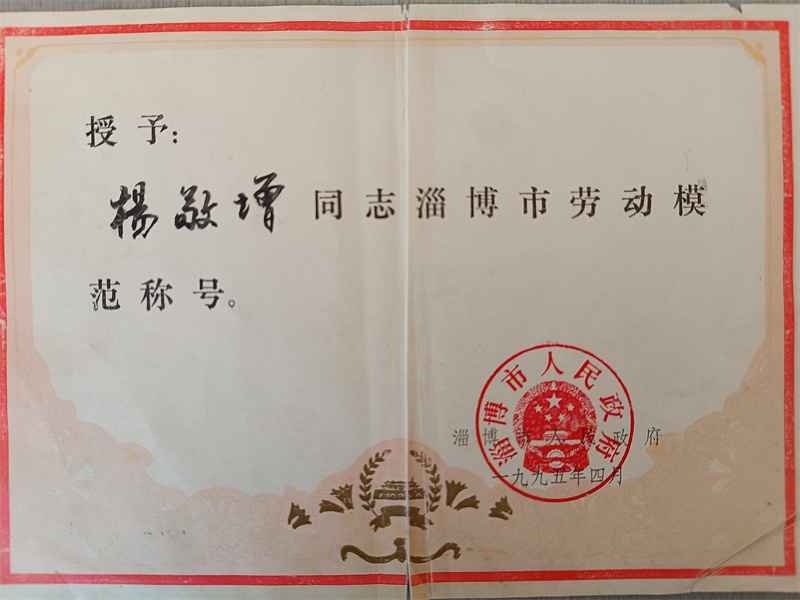 授予：
楊敬增同志淄博市劳动模
范称号。
淄博市人民政府
淄博市人民政府
一九九五年四月